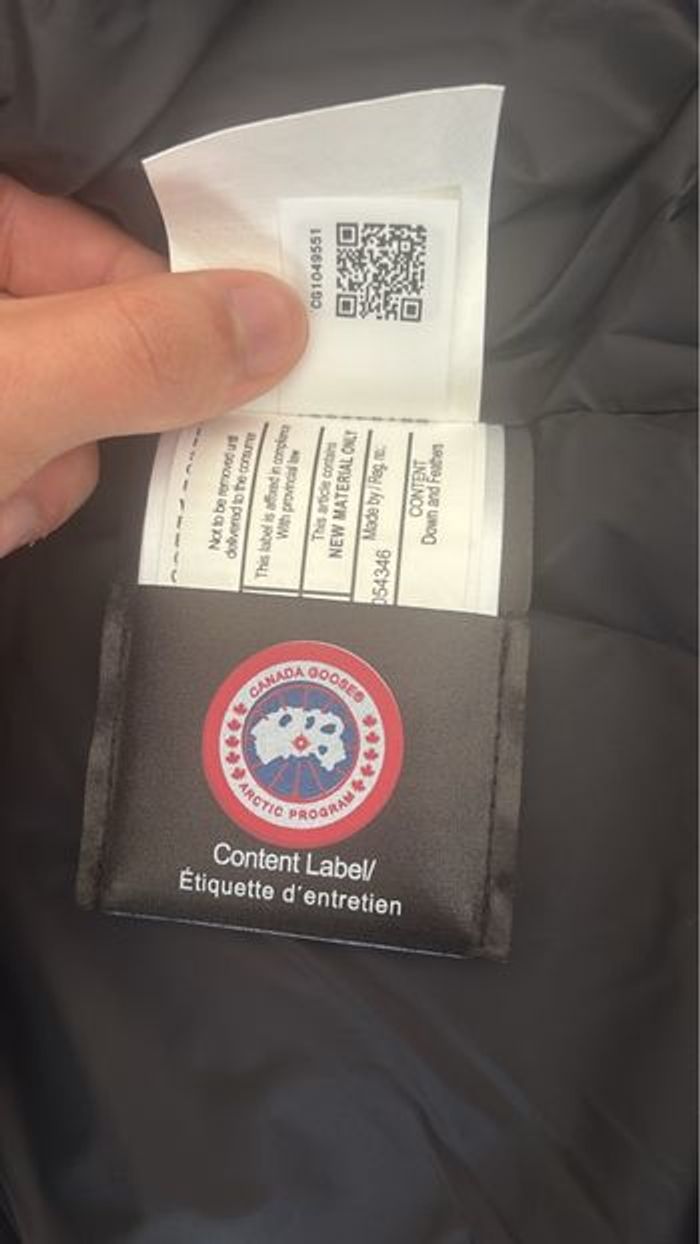 CG1049551
Not to be removed until
delivered to the consumer
This label is affixed in
With provincial law
This article contains
NEW MATERIAL ONLY
Made by / Reg. no.:
054346
CONTENT
Down and Feathers
CANADA GOOSE®
ARCTIC PROGRAM
Content Label/
Étiquette d'entretien